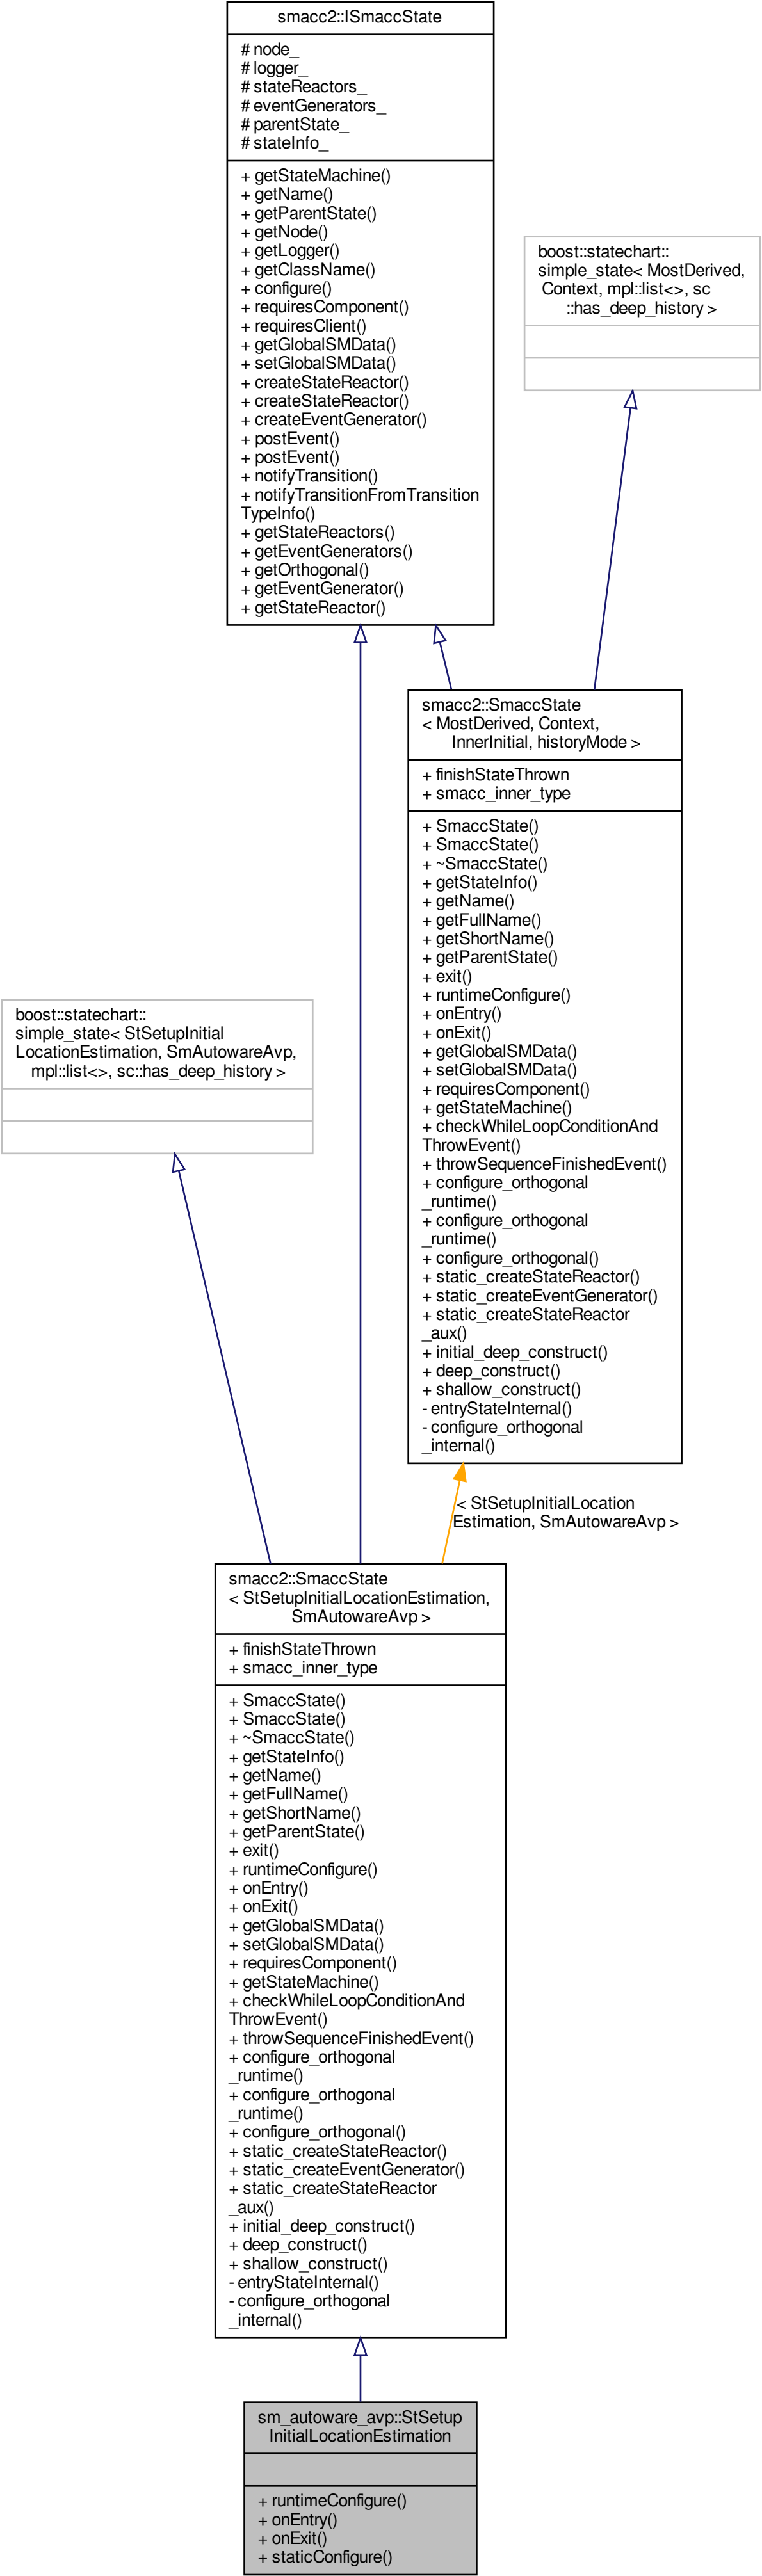 smacc2::ISmaccState
# node_
# logger_
# stateReactors_
# eventGenerators_
# parentState_
# stateInfo_
+ getStateMachine()
+ getName()
+ getParentState()
+ getNode()
+ getLogger()
+ getClassName()
+ configure()
+ requiresComponent()
+ requiresClient()
+ getGlobalSMData()
+ setGlobalSMData()
+ createStateReactor()
+ createStateReactor()
+ createEventGenerator()
+ postEvent()
+ postEvent()
+ notifyTransition()
+ notifyTransitionFromTransition
TypeInfo()
+ getStateReactors()
+ getEventGenerators()
+ getOrthogonal()
+ getEventGenerator()
+ getStateReactor()
boost::statechart::
simple_state< MostDerived,
Context, mpl::list<>, sc
::has_deep_history >
smacc2::SmaccState
< MostDerived, Context,
InnerInitial, historyMode >
+ finishStateThrown
+ smacc_inner_type
+ SmaccState()
+ SmaccState()
+ ~SmaccState()
+ getStateInfo()
+ getName()
+ getFullName()
+ getShortName()
+ getParentState()
+ exit()
+ runtimeConfigure()
+ onEntry()
+ onExit()
+ getGlobalSMData()
+ setGlobalSMData()
+ requiresComponent()
+ getStateMachine()
+ checkWhileLoopConditionAnd
ThrowEvent()
+ throwSequenceFinishedEvent()
+ configure_orthogonal
_runtime()
+ configure_orthogonal
_runtime()
+ configure_orthogonal()
+ static_createStateReactor()
+ static_createEventGenerator()
+ static_createStateReactor
_aux()
+ initial_deep_construct()
+ deep_construct()
+ shallow_construct()
- entryStateInternal()
- configure_orthogonal
_internal()
boost::statechart::
simple_state< StSetupInitial
LocationEstimation, SmAutowareAvp,
mpl::list<>, sc::has_deep_history >
< StSetupInitialLocation
Estimation, SmAutowareAvp >
smacc2::SmaccState
< StSetupInitialLocationEstimation,
SmAutowareAvp >
+ finishStateThrown
+ smacc_inner_type
+ SmaccState()
+ SmaccState()
+ ~SmaccState()
+ getStateInfo()
+ getName()
+ getFullName()
+ getShortName()
+ getParentState()
+ exit()
+ runtimeConfigure()
+ onEntry()
+ onExit()
+ getGlobalSMData()
+ setGlobalSMData()
+ requiresComponent()
+ getStateMachine()
+ checkWhileLoopConditionAnd
ThrowEvent()
+ throwSequenceFinishedEvent()
+ configure_orthogonal
_runtime()
+ configure_orthogonal
_runtime()
+ configure_orthogonal()
+ static_createStateReactor()
+ static_createEventGenerator()
+ static_createStateReactor
_aux()
+ initial_deep_construct()
+ deep_construct()
+ shallow_construct()
- entryStateInternal()
- configure_orthogonal
_internal()
sm_autoware_avp::StSetup
InitialLocationEstimation
+ runtimeConfigure()
+ onEntry()
+ onExit()
+ staticConfigure()